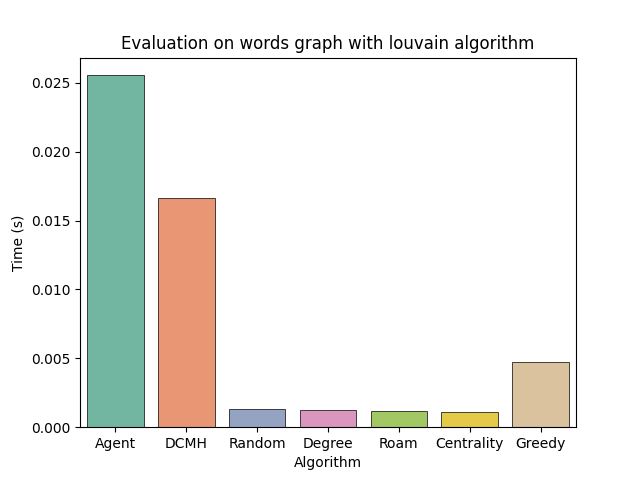 Evaluation on words graph with louvain algorithm
0.025
0.020
0.015
0.010
0.005
0.000
Time (s)
Agent DCMH Random Degree Roam Centrality Greedy
Algorithm